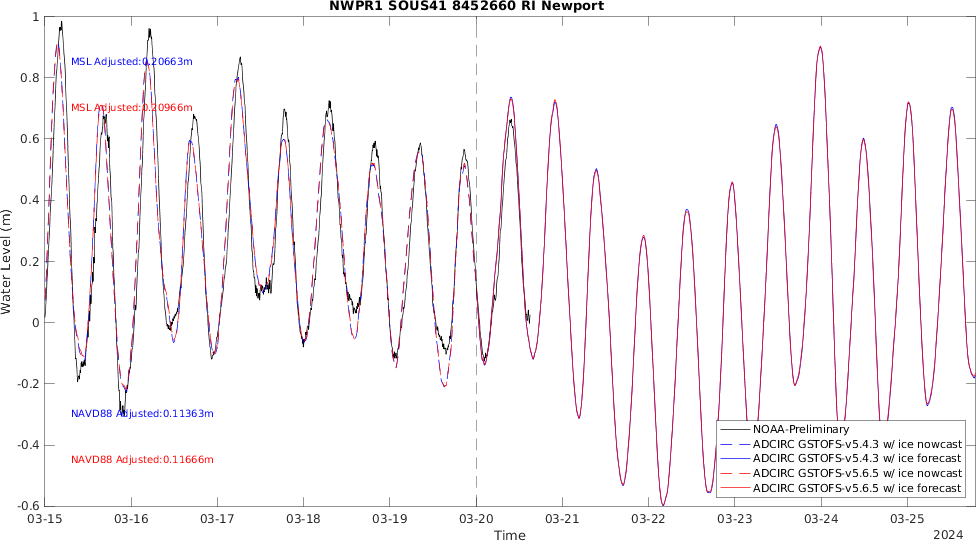 NWPR1 SOUS41 8452660 RI Newport
1
0.8
0.6
0.4
0.2
0
-0.2
-0.4
-0.6
Water Level (m)
MSL Adjusted:0.20663m
MSL Adjusted:0.20966m
NAVD88 Adjusted:0.11363m
NAVD88 Adjusted:0.11666m
NOAA-Preliminary
ADCIRC GSTOFS-v5.4.3 w/ ice nowcast
ADCIRC GSTOFS-v5.4.3 w/ ice forecast
ADCIRC GSTOFS-v5.6.5 w/ ice nowcast
ADCIRC GSTOFS-v5.6.5 w/ ice forecast
03-15 03-16 03-17 03-18 03-19 03-20 03-21 03-22 03-23 03-24 03-25
Time
2024